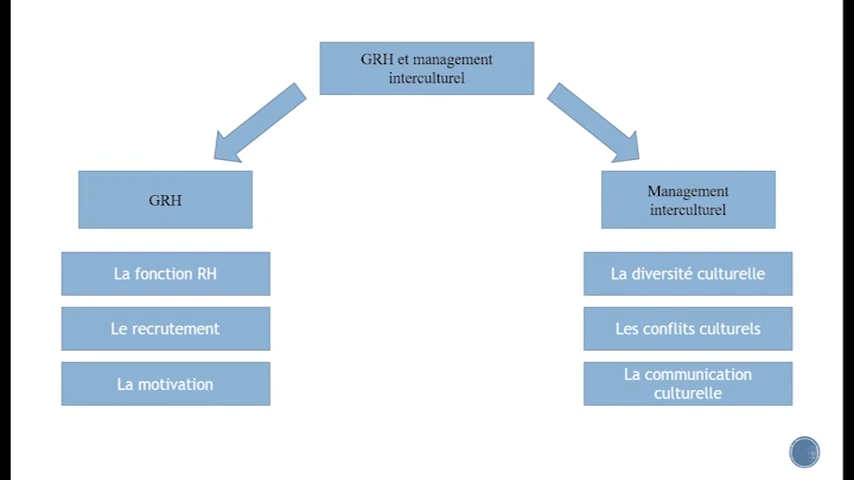 GRH et management
interculturel
GRH
La fonction RH
Le recrutement
La motivation
Management
interculturel
La diversité culturelle
Les conflits culturels
La communication
culturelle